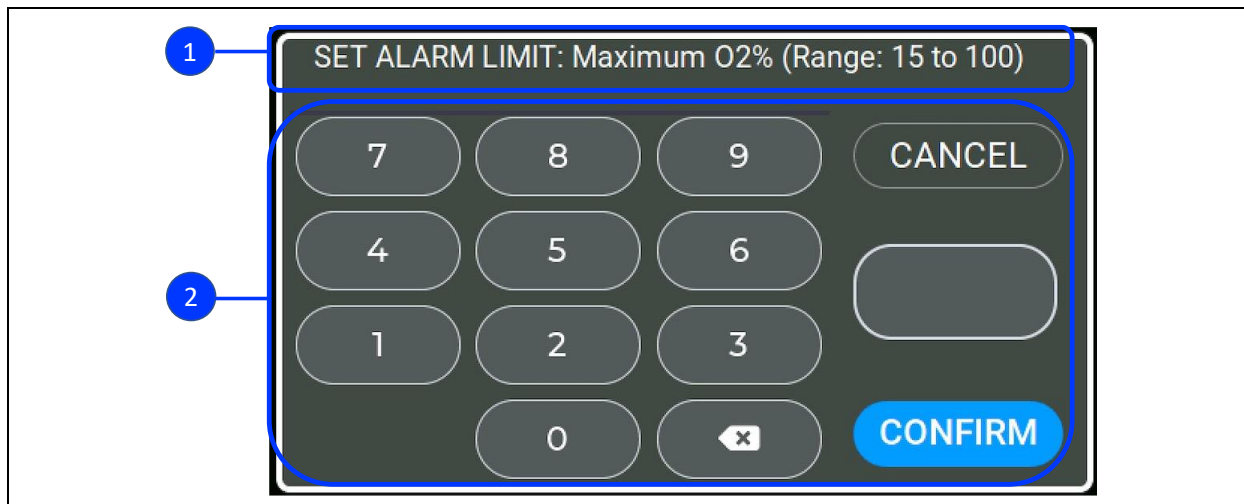 1
SET ALARM LIMIT: Maximum O2% (Range: 15 to 100)
7 8 9 CANCEL
2
4 5 6
1 2 3
0 CONFIRM